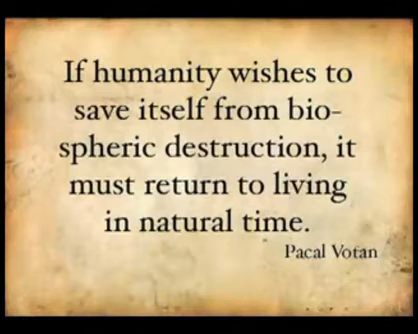 If humanity wishes to
save itself from bio-
spheric destruction, it
must return to living
in natural time.
Pacal Votan